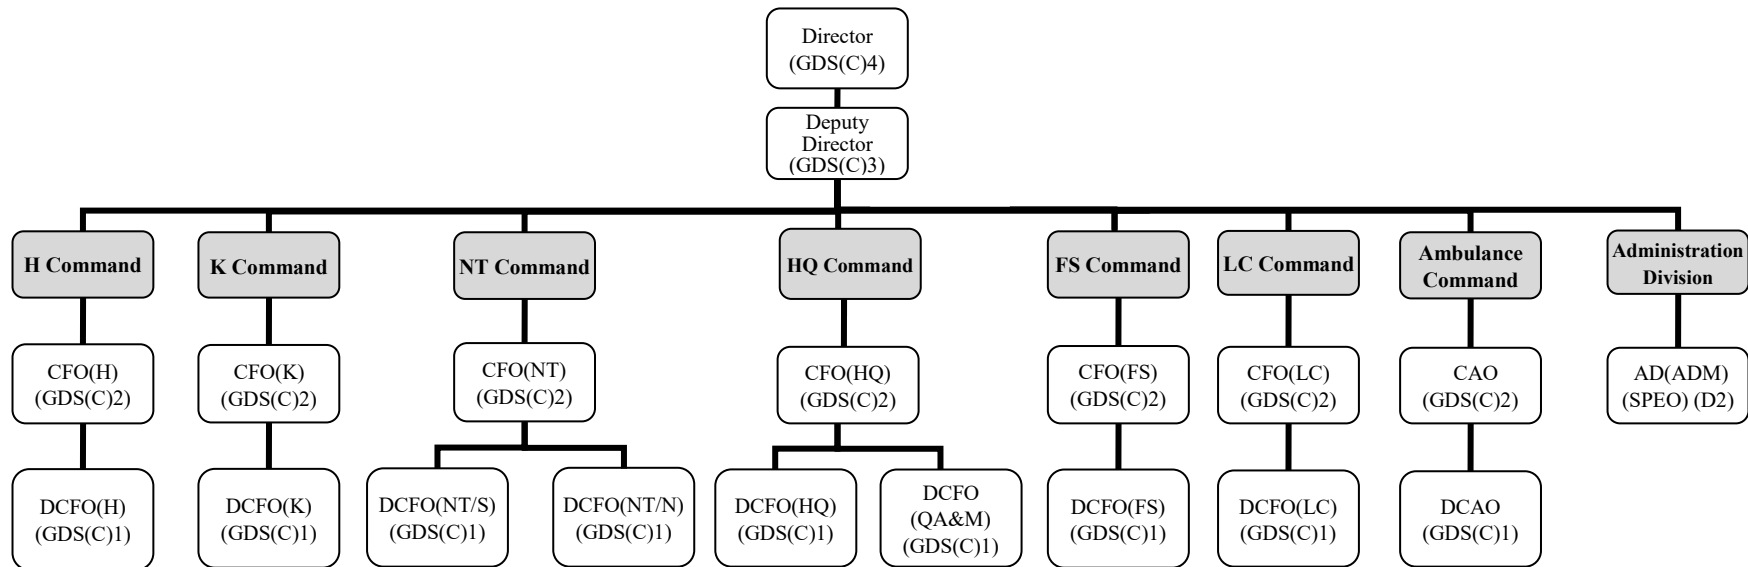 Director
(GDS(C)4)
Deputy
Director
(GDS(C)3)
H Command
K Command
NT Command
HQ Command
FS Command
LC Command
Ambulance
Command
Administration
Division
CFO(H)
(GDS(C)2)
CFO(K)
(GDS(C)2)
CFO(NT)
(GDS(C)2)
CFO(HQ)
(GDS(C)2)
CFO(FS)
(GDS(C)2)
CFO(LC)
(GDS(C)2)
CAO
(GDS(C)2)
AD(ADM)
(SPEO) (D2)
DCFO(H)
(GDS(C)1)
DCFO(K)
(GDS(C)1)
DCFO(NT/S)
(GDS(C)1)
DCFO(NT/N)
(GDS(C)1)
DCFO(HQ)
(GDS(C)1)
DCFO
(QA&M)
(GDS(C)1)
DCFO(FS)
(GDS(C)1)
DCFO(LC)
(GDS(C)1)
DCAO
(GDS(C)1)